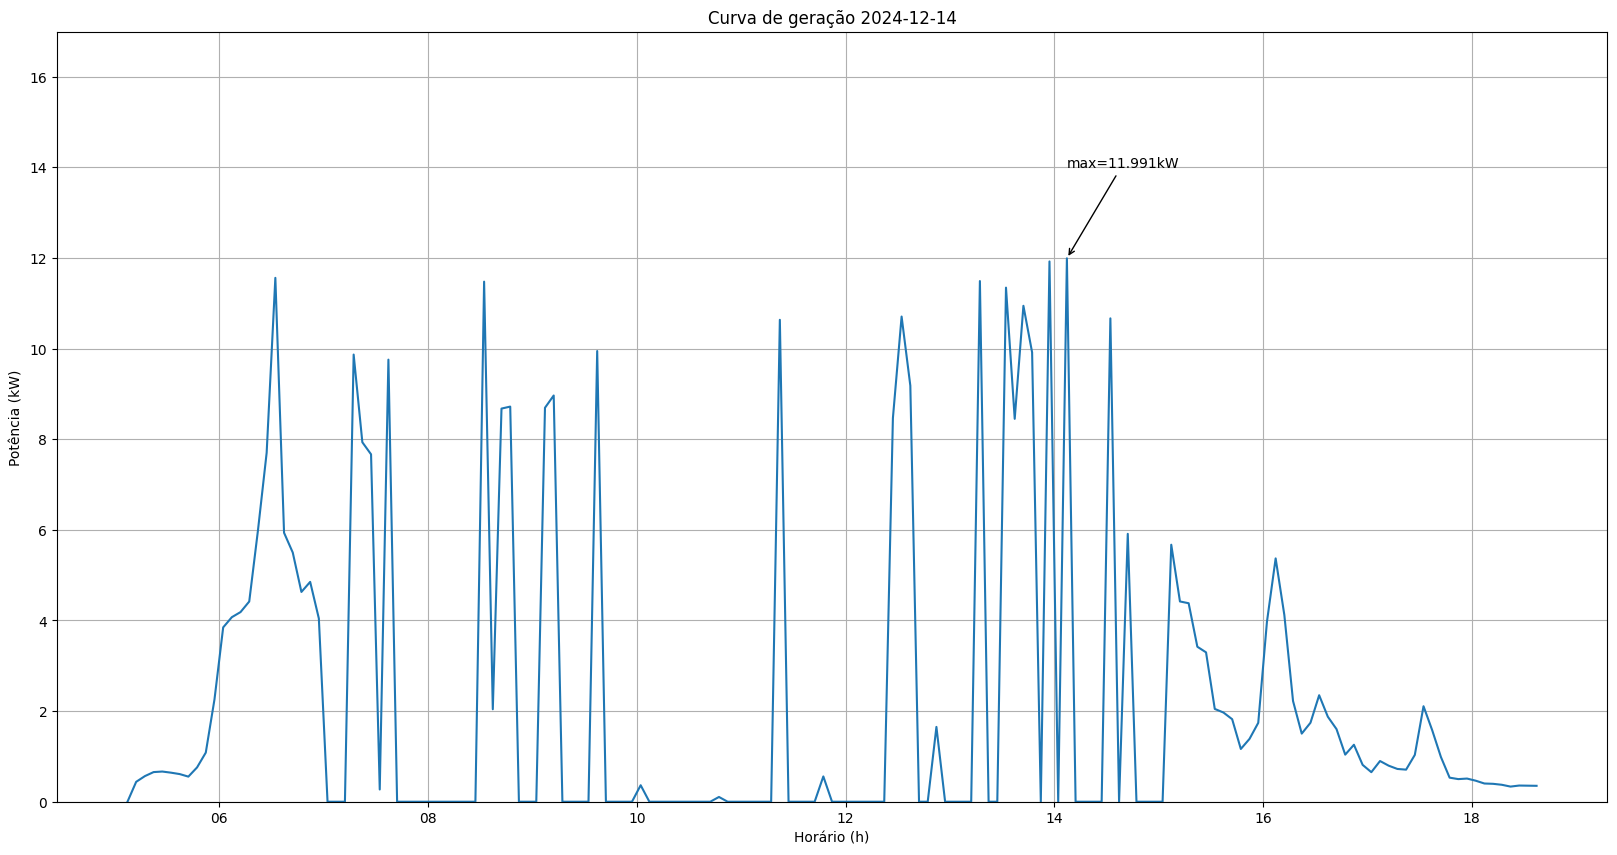 Curva de geração 2024-12-14
16
14
12
10
8
6
4
2
0
Potência (kW)
max=11.991kW
06 08 10 12 14 16 18
Horário (h)